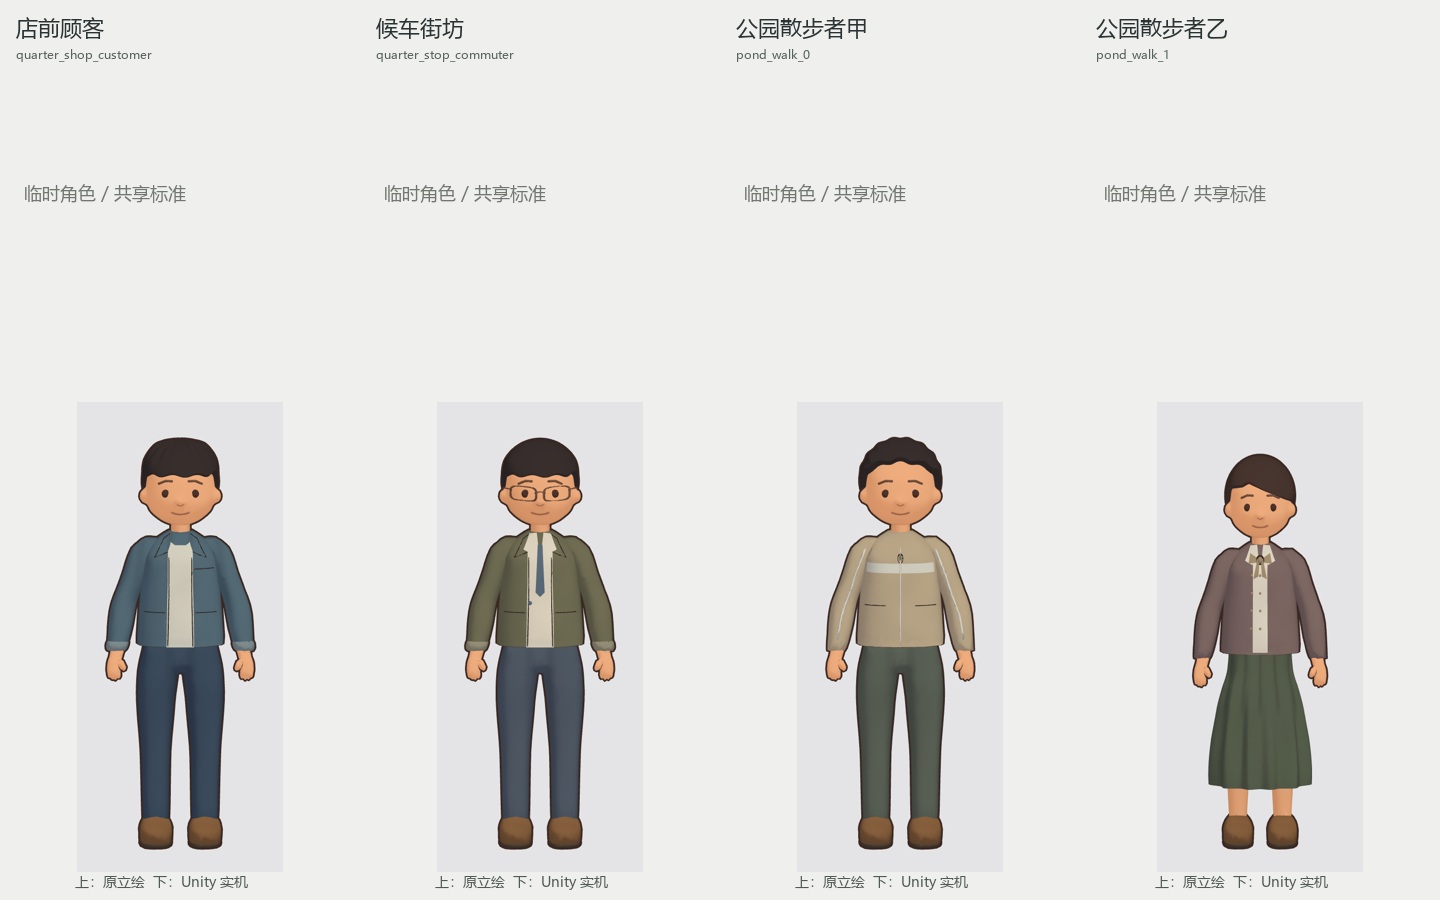 店前顾客
quarter_shop_customer
临时角色 / 共享标准
上：原立绘 下：Unity 实机
候车街坊
quarter_stop_commuter
临时角色 / 共享标准
上：原立绘 下：Unity 实机
公园散步者甲
pond_walk_0
临时角色 / 共享标准
上：原立绘 下：Unity 实机
公园散步者乙
pond_walk_1
临时角色 / 共享标准
上：原立绘 下：Unity 实机